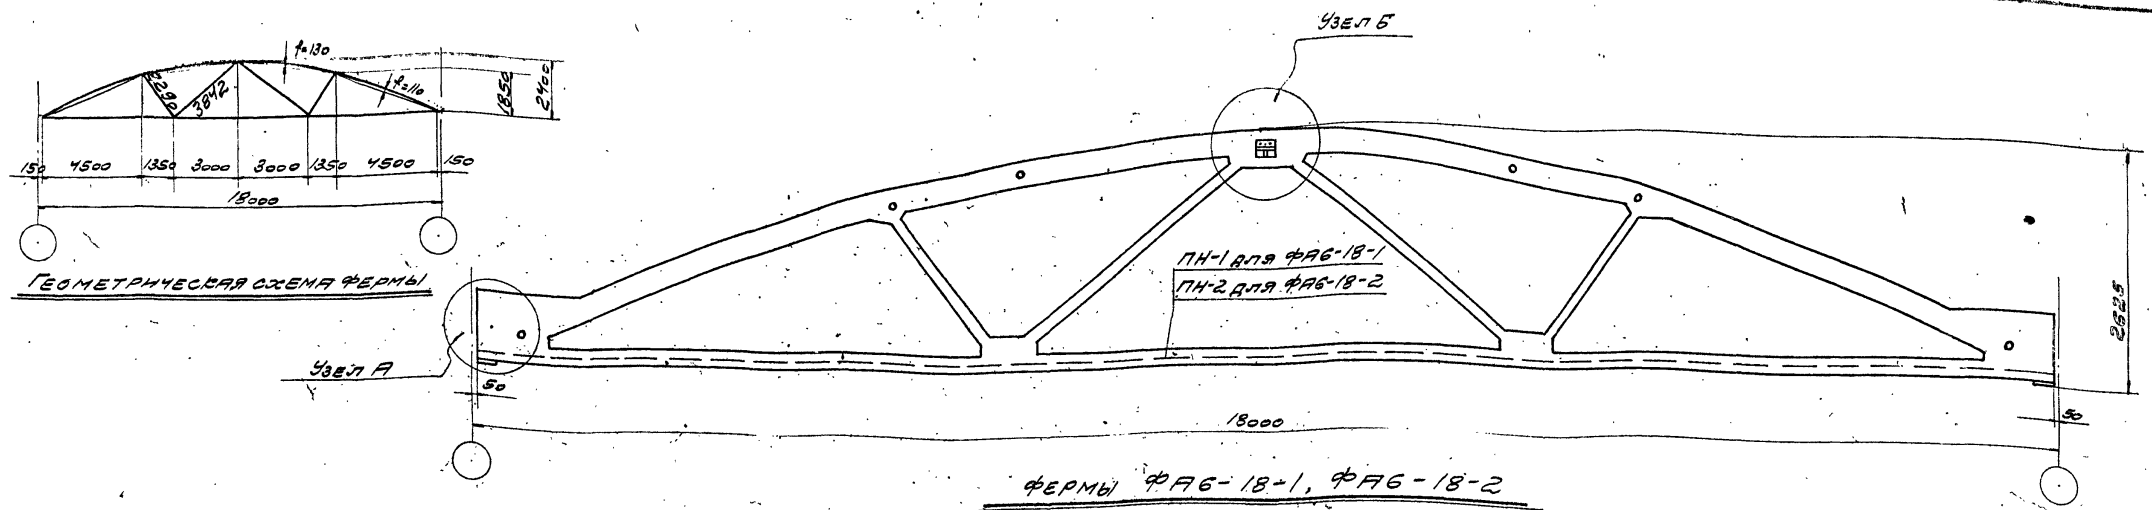 УЗЕЛ Б
f=130
2290
3842
f=110
1850
2400
150 4500 1350 3000 3000 1350 4500 150
18000
ГЕОМЕТРИЧЕСКАЯ СХЕМА ФЕРМЫ
ПН-1 ДЛЯ ФА6-18-1
ПН-2 ДЛЯ ФА6-18-2
2625
УЗЕЛ А
50
50
18000
ФЕРМЫ ФА6-18-1, ФА6-18-2